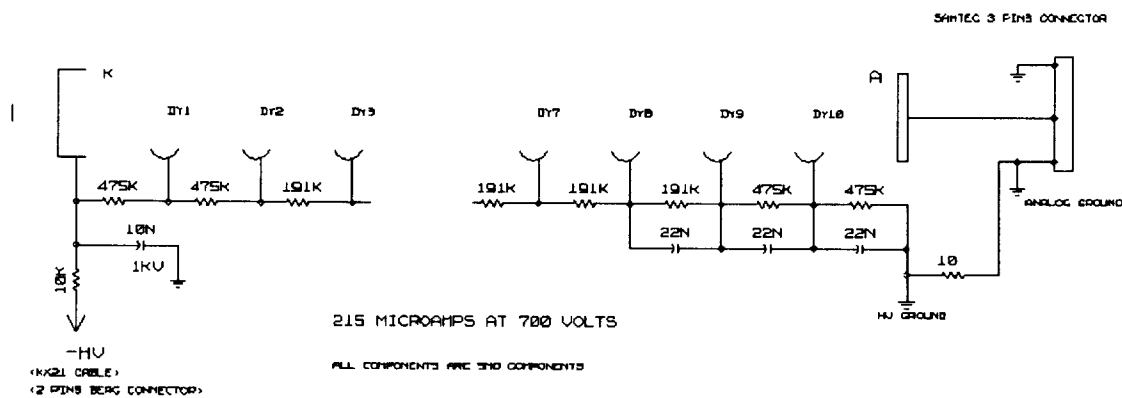 SAMTEC 3 PINS CONNECTOR
K
A
DY1
DY2
DY3
DY7
DY8
DY9
DY10
475K
475K
191K
191K
191K
191K
475K
475K
ANALOG GROUND
10N
1KV
22N
22N
22N
10K
10
HV GROUND
215 MICROAMPS AT 700 VOLTS
-HV
ALL COMPONENTS ARE SMD COMPONENTS
(KX21 CABLE)
(2 PINS BERG CONNECTOR)